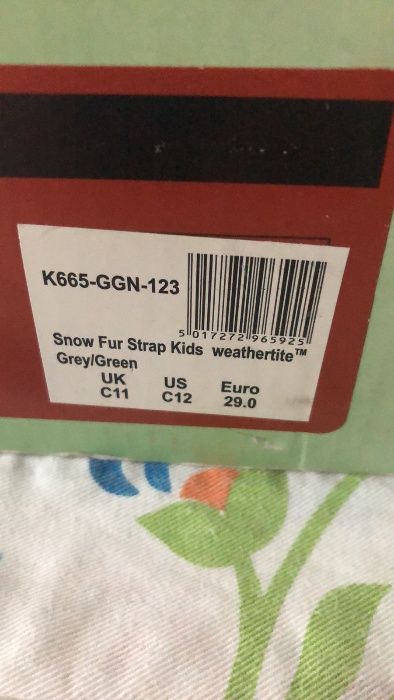 K665-GGN-123
5 017272 965925
Snow Fur Strap Kids weathertite™
Grey/Green
UK US Euro
C11 C12 29.0